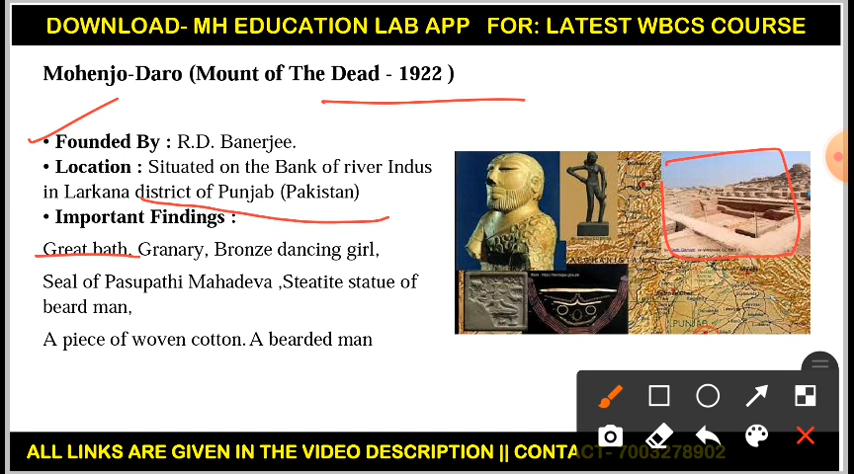 DOWNLOAD- MH EDUCATION LAB APP FOR: LATEST WBCS COURSE
Mohenjo-Daro (Mount of The Dead - 1922 )
• Founded By : R.D. Banerjee.
• Location : Situated on the Bank of river Indus
in Larkana district of Punjab (Pakistan)
• Important Findings :
Great bath, Granary, Bronze dancing girl,
Seal of Pasupathi Mahadeva ,Steatite statue of
beard man,
A piece of woven cotton. A bearded man
PUNJAB
ALL LINKS ARE GIVEN IN THE VIDEO DESCRIPTION || CONTACT- 7003278902